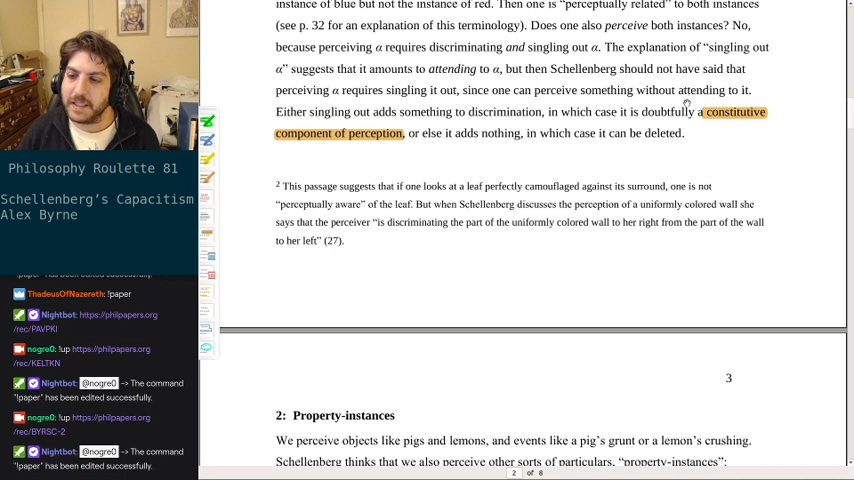 instance of blue but not the instance of red. Then one is “perceptually related” to both instances
(see p. 32 for an explanation of this terminology). Does one also perceive both instances? No,
because perceiving α requires discriminating and singling out α. The explanation of “singling out
α” suggests that it amounts to attending to α, but then Schellenberg should not have said that
perceiving α requires singling it out, since one can perceive something without attending to it.
Either singling out adds something to discrimination, in which case it is doubtfully a constitutive
component of perception, or else it adds nothing, in which case it can be deleted.
2 This passage suggests that if one looks at a leaf perfectly camouflaged against its surround, one is not
“perceptually aware” of the leaf. But when Schellenberg discusses the perception of a uniformly colored wall she
says that the perceiver “is discriminating the part of the uniformly colored wall to her right from the part of the wall
to her left” (27).
3
2: Property-instances
We perceive objects like pigs and lemons, and events like a pig’s grunt or a lemon’s crushing.
Schellenberg thinks that we also perceive other sorts of particulars, “property-instances”:
2 of 8
Philosophy Roulette 81
Schellenberg’s Capacitism
Alex Byrne
!paper has been edited successfully.
ThadeusOfNazereth: !paper
Nightbot: https://philpapers.org
/rec/PAVPKI
nogre0: !up https://philpapers.org
/rec/KELTKN
Nightbot: @nogre0 -> The command
"!paper" has been edited successfully.
nogre0: !up https://philpapers.org
/rec/BYRSC-2
Nightbot: @nogre0 -> The command
"!paper" has been edited successfully.